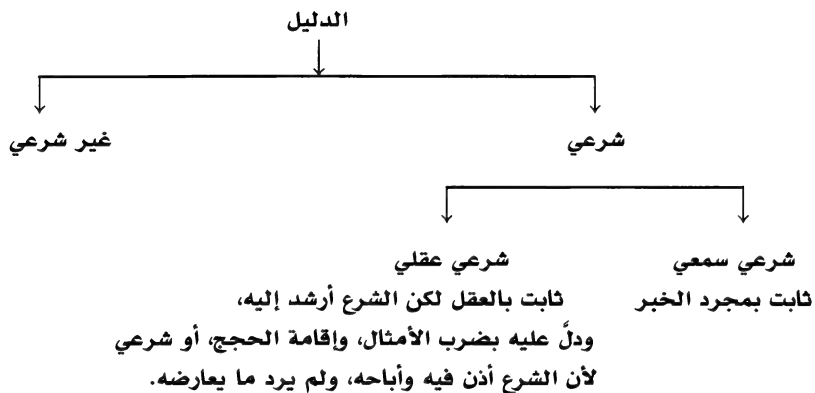 الدليل
شرعي
غير شرعي
شرعي سمعي
ثابت بمجرد الخبر
شرعي عقلي
ثابت بالعقل لكن الشرع أرشد إليه،
ودلَّ عليه بضرب الأمثال، وإقامة الحجج، أو شرعي
لأن الشرع أذن فيه وأباحه، ولم يرد ما يعارضه.